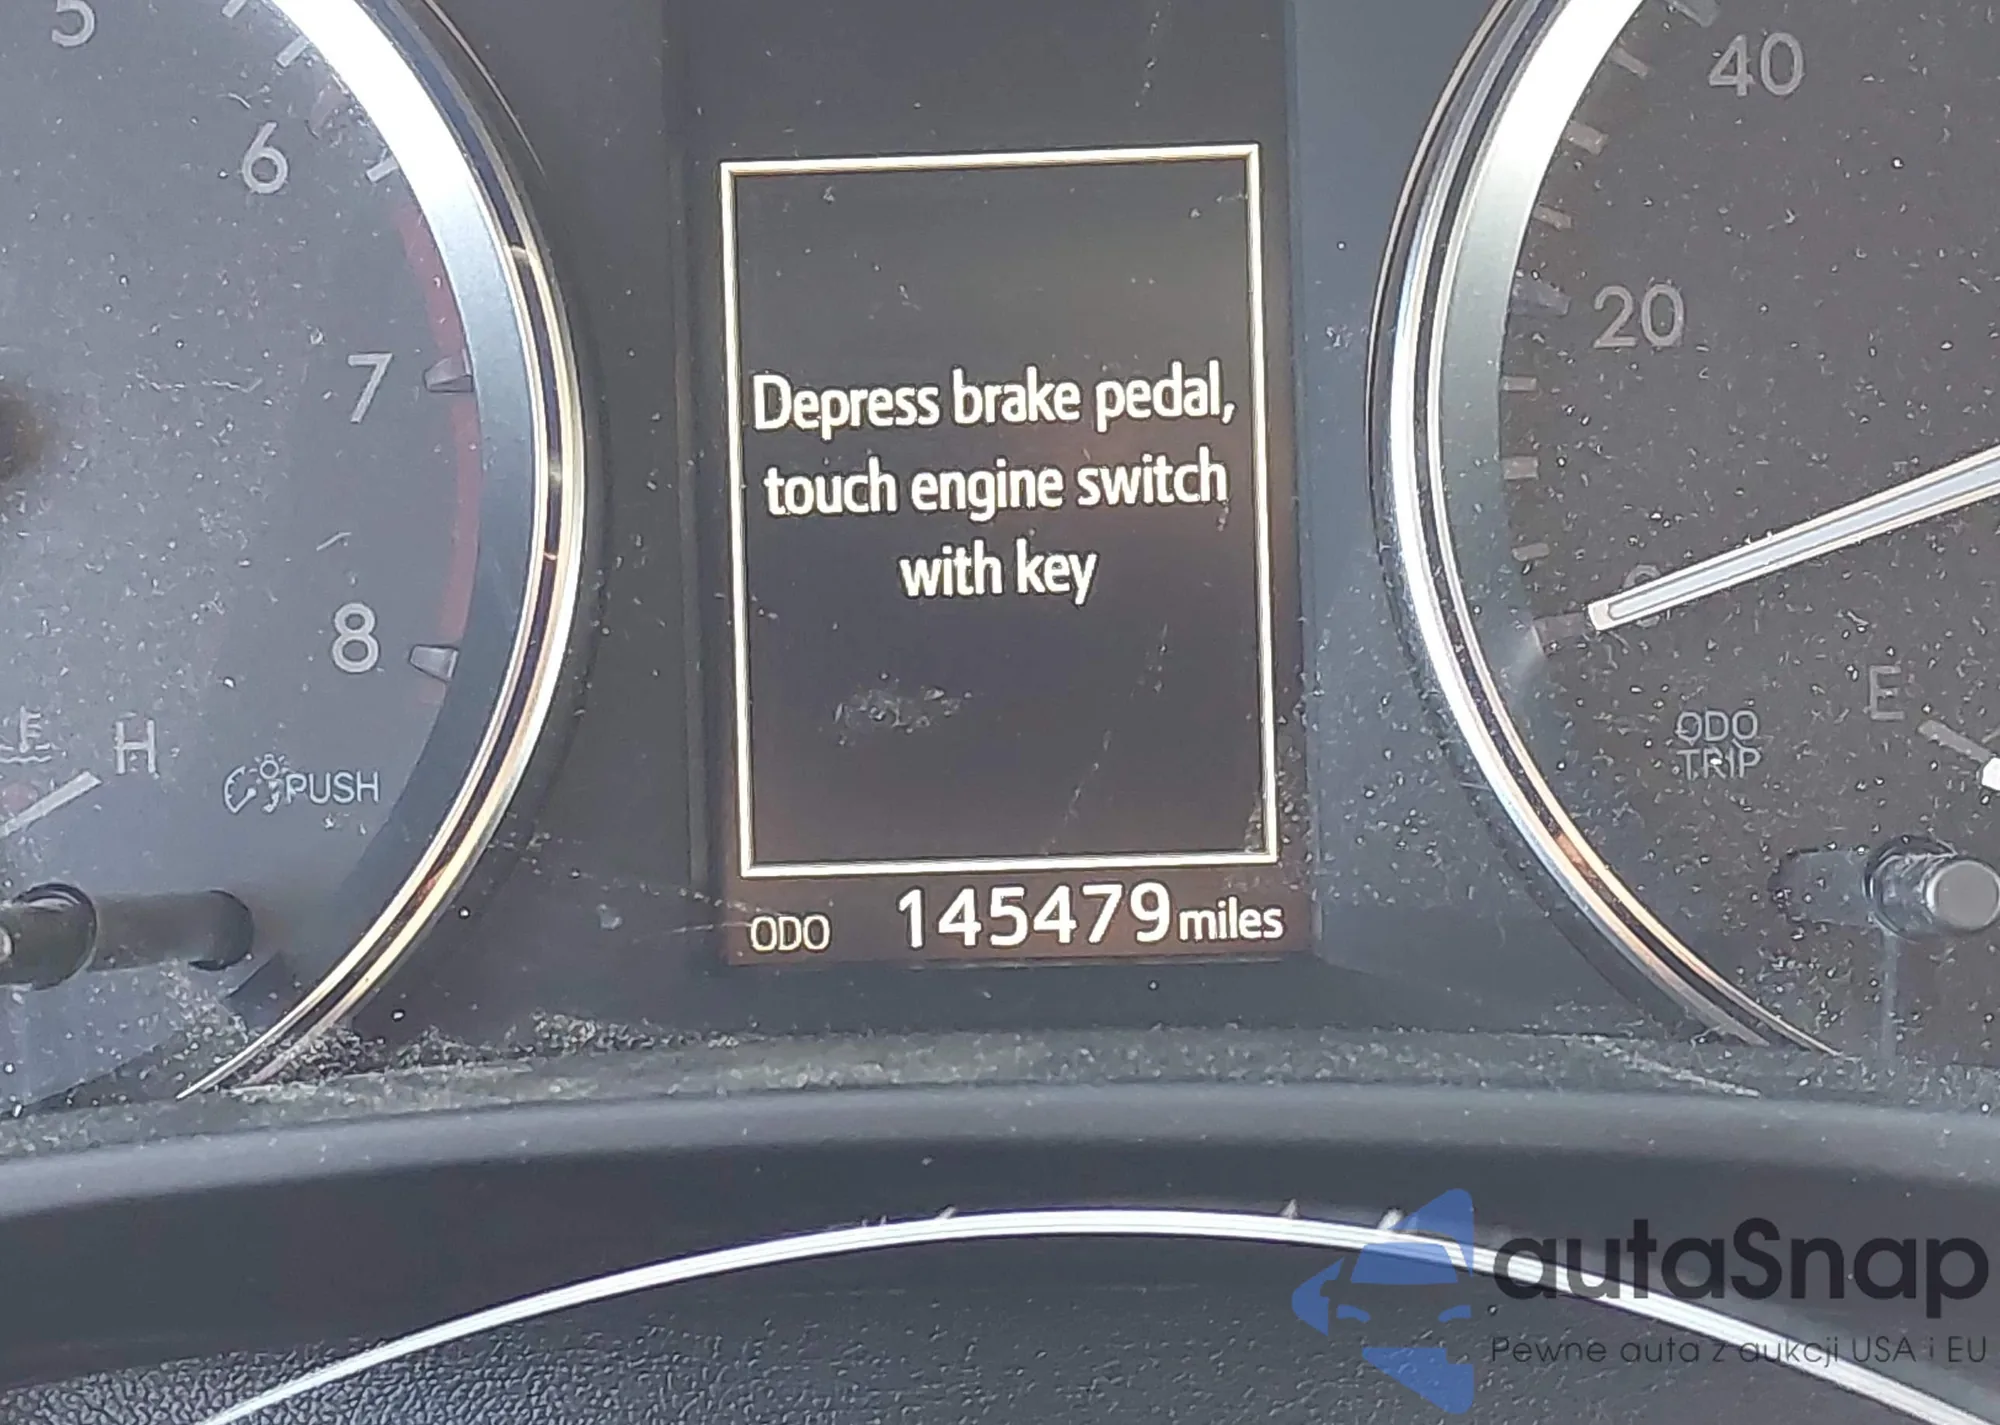 5
6
7
8
H
PUSH
Depress brake pedal,
touch engine switch
with key
ODO 145479 miles
40
20
0
E
ODO
TRIP
autaSnap
Pewne auta z aukcji USA i EU